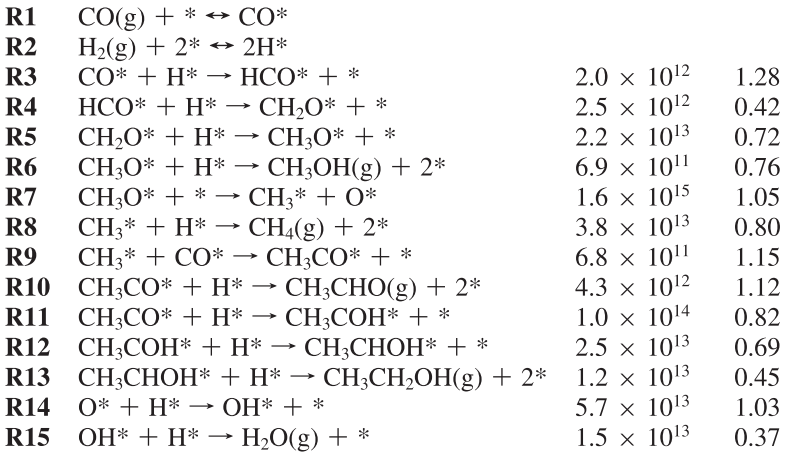 R1 CO(g) + * ↔ CO*
R2 H₂(g) + 2* ↔ 2H*
R3 CO* + H* → HCO* + * 2.0 × 10¹² 1.28
R4 HCO* + H* → CH₂O* + * 2.5 × 10¹² 0.42
R5 CH₂O* + H* → CH₃O* + * 2.2 × 10¹³ 0.72
R6 CH₃O* + H* → CH₃OH(g) + 2* 6.9 × 10¹¹ 0.76
R7 CH₃O* + * → CH₃* + O* 1.6 × 10¹⁵ 1.05
R8 CH₃* + H* → CH₄(g) + 2* 3.8 × 10¹³ 0.80
R9 CH₃* + CO* → CH₃CO* + * 6.8 × 10¹¹ 1.15
R10 CH₃CO* + H* → CH₃CHO(g) + 2* 4.3 × 10¹² 1.12
R11 CH₃CO* + H* → CH₃COH* + * 1.0 × 10¹⁴ 0.82
R12 CH₃COH* + H* → CH₃CHOH* + * 2.5 × 10¹³ 0.69
R13 CH₃CHOH* + H* → CH₃CH₂OH(g) + 2* 1.2 × 10¹³ 0.45
R14 O* + H* → OH* + * 5.7 × 10¹³ 1.03
R15 OH* + H* → H₂O(g) + * 1.5 × 10¹³ 0.37